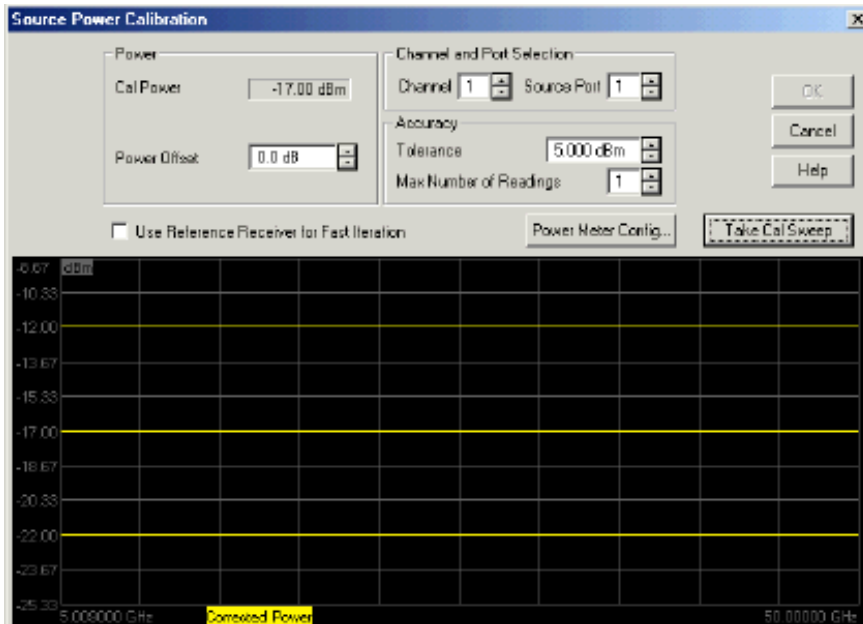 Source Power Calibration
Power
Cal Power
-17.00 dBm
Power Offset
0.0 dB
Channel and Port Selection
Channel 1 Source Port 1
Accuracy
Tolerance 5.000 dBm
Max Number of Readings 1
OK
Cancel
Help
Use Reference Receiver for Fast Iteration
Power Meter Config...
Take Cal Sweep
-8.67 dBm
-10.33
-12.00
-13.67
-15.33
-17.00
-18.67
-20.33
-22.00
-23.67
-25.33
5.009000 GHz
Corrected Power
50.00000 GHz